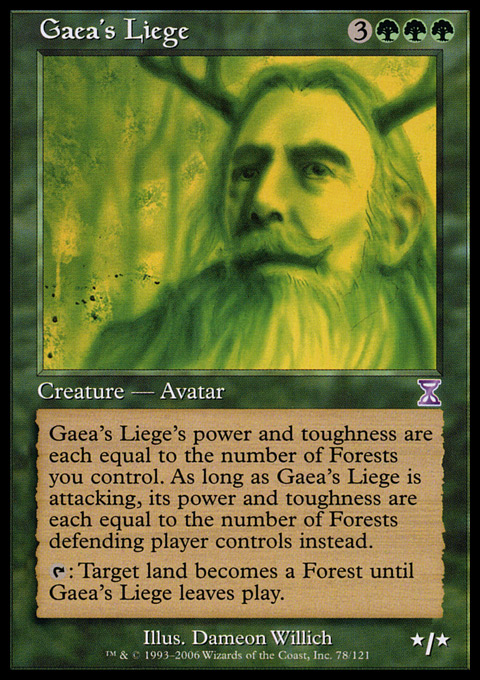 Gaea's Liege 3
Creature — Avatar
Gaea's Liege's power and toughness are
each equal to the number of Forests
you control. As long as Gaea's Liege is
attacking, its power and toughness are
each equal to the number of Forests
defending player controls instead.
: Target land becomes a Forest until
Gaea's Liege leaves play.
Illus. Dameon Willich
★/★
™ & © 1993–2006 Wizards of the Coast, Inc. 78/121